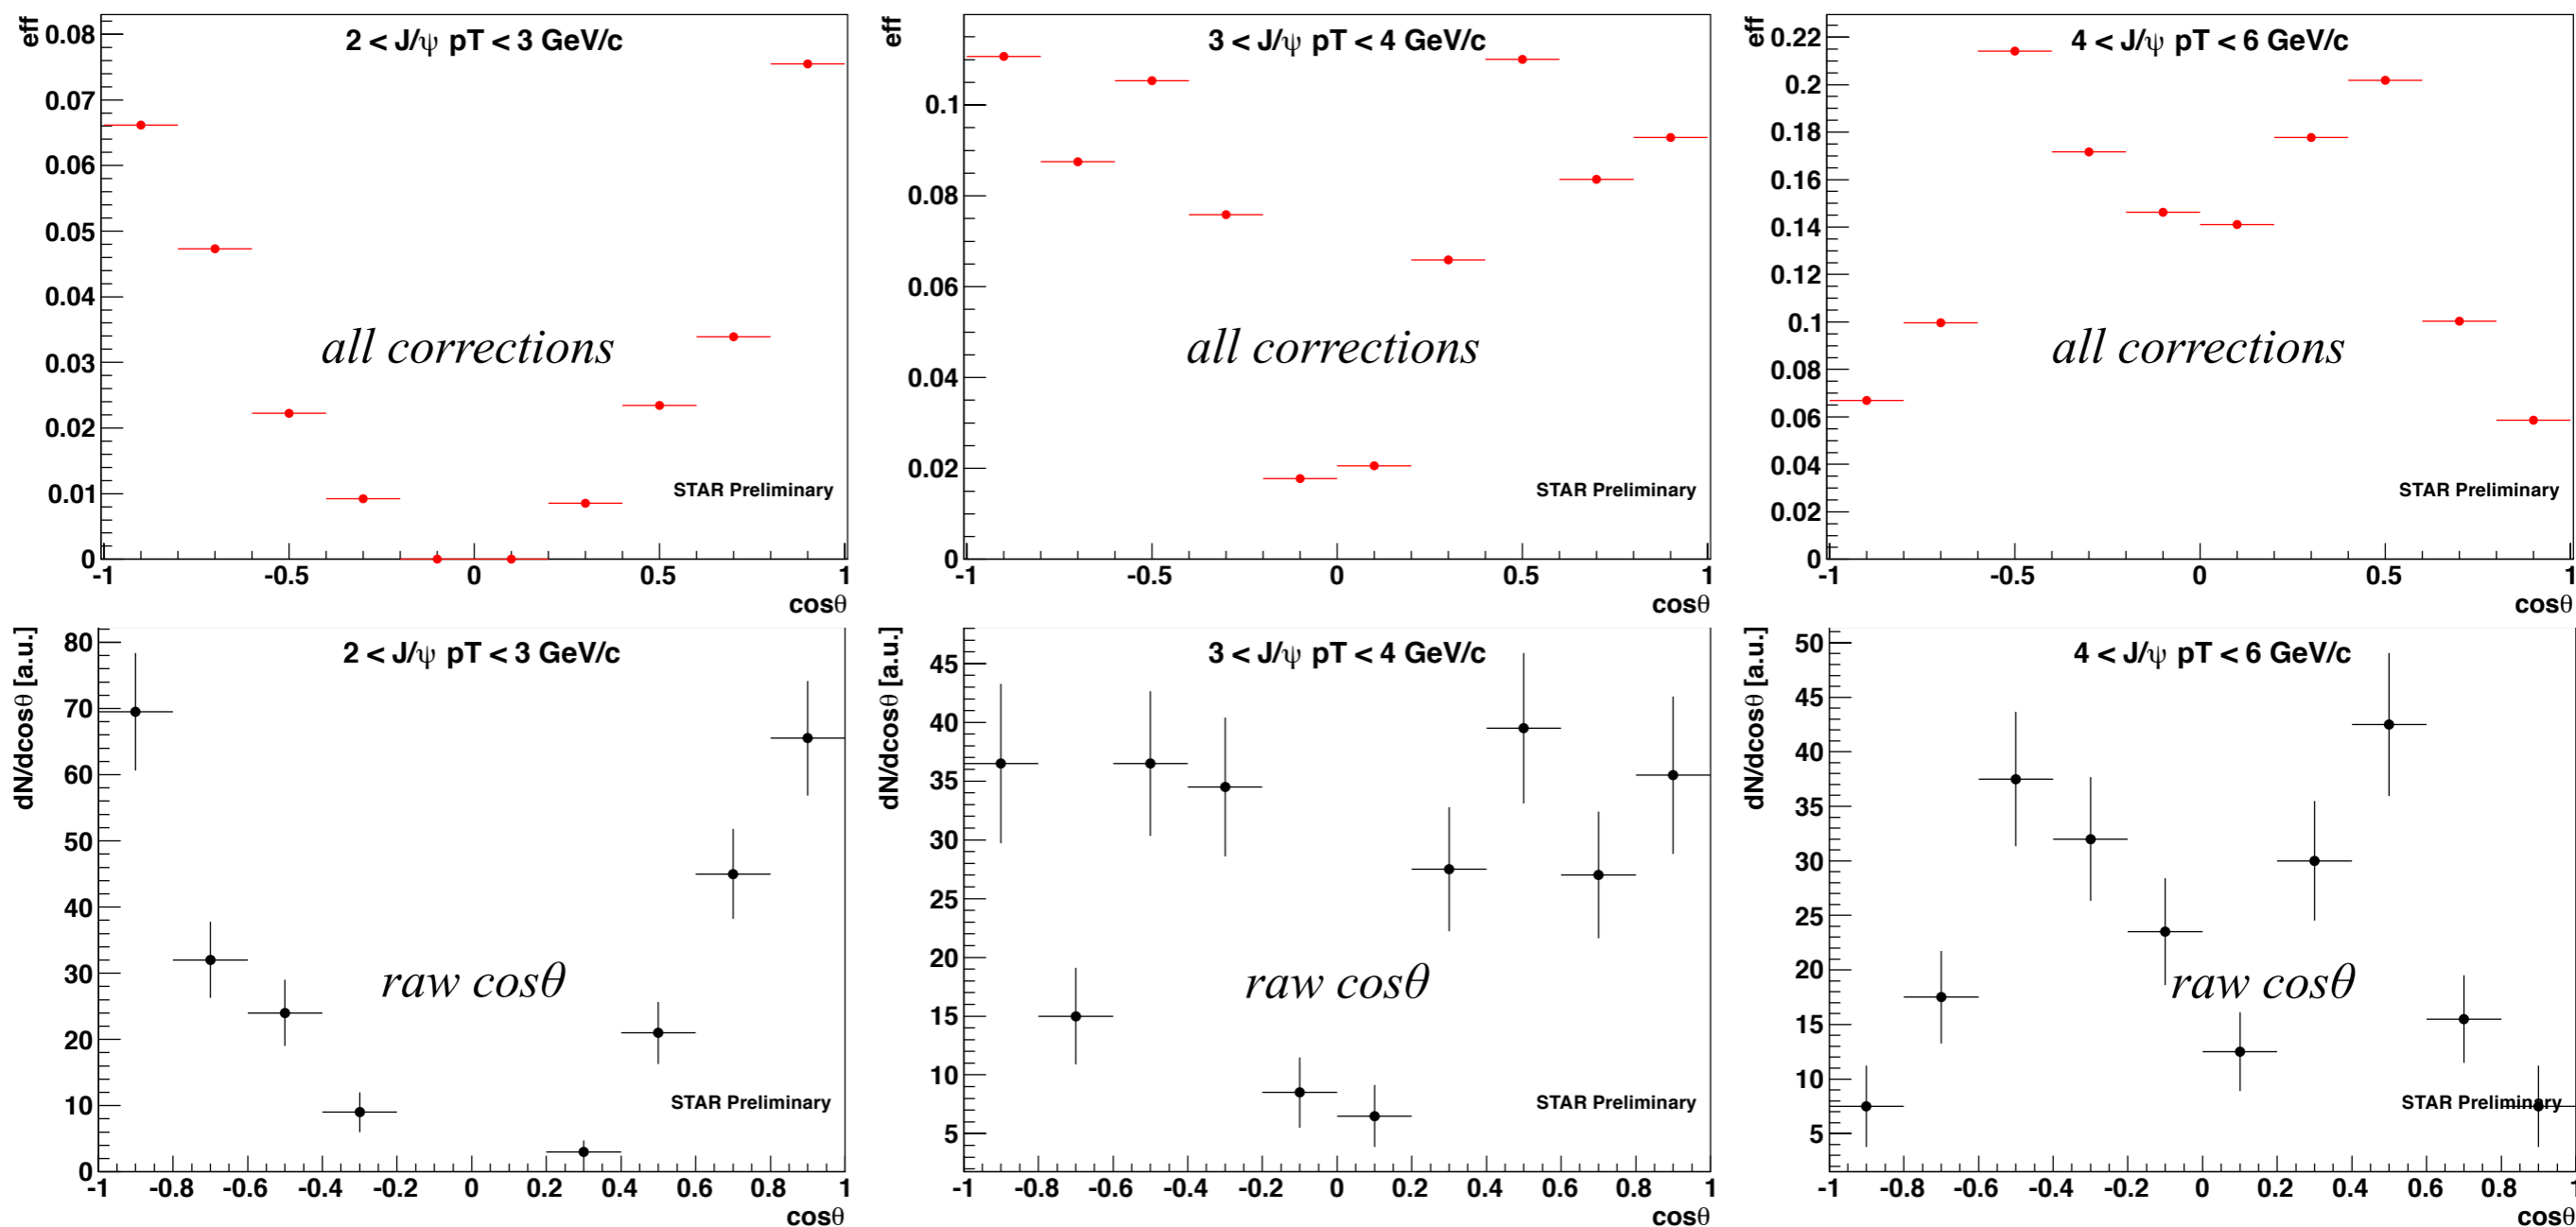 eff
2 < J/ψ pT < 3 GeV/c
0.08
0.07
0.06
0.05
0.04
0.03
0.02
0.01
0
all corrections
STAR Preliminary
-1 -0.5 0 0.5 1
cosθ
eff
3 < J/ψ pT < 4 GeV/c
0.1
0.08
0.06
0.04
0.02
0
all corrections
STAR Preliminary
-1 -0.5 0 0.5 1
cosθ
eff
4 < J/ψ pT < 6 GeV/c
0.22
0.2
0.18
0.16
0.14
0.12
0.1
0.08
0.06
0.04
0.02
0
all corrections
STAR Preliminary
-1 -0.5 0 0.5 1
cosθ
dN/dcosθ [a.u.]
2 < J/ψ pT < 3 GeV/c
80
70
60
50
40
30
20
10
0
raw cosθ
STAR Preliminary
-1 -0.8 -0.6 -0.4 -0.2 0 0.2 0.4 0.6 0.8 1
cosθ
dN/dcosθ [a.u.]
3 < J/ψ pT < 4 GeV/c
45
40
35
30
25
20
15
10
5
raw cosθ
STAR Preliminary
-1 -0.8 -0.6 -0.4 -0.2 0 0.2 0.4 0.6 0.8 1
cosθ
dN/dcosθ [a.u.]
4 < J/ψ pT < 6 GeV/c
50
45
40
35
30
25
20
15
10
5
raw cosθ
STAR Preliminary
-1 -0.8 -0.6 -0.4 -0.2 0 0.2 0.4 0.6 0.8 1
cosθ